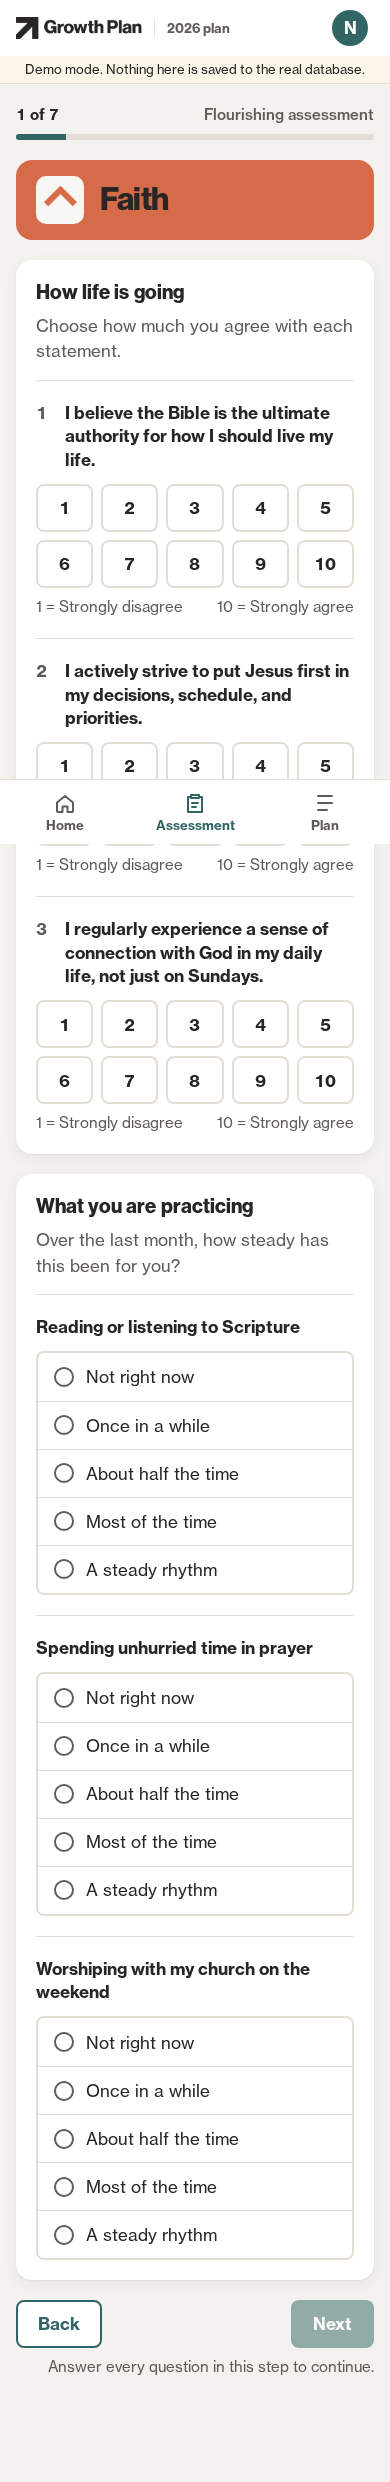 Growth Plan 2026 plan N
Demo mode. Nothing here is saved to the real database.
1 of 7 Flourishing assessment
Faith
How life is going
Choose how much you agree with each
statement.
1 I believe the Bible is the ultimate
authority for how I should live my
life.
1 2 3 4 5
6 7 8 9 10
1 = Strongly disagree 10 = Strongly agree
2 I actively strive to put Jesus first in
my decisions, schedule, and
priorities.
1 2 3 4 5
Home Assessment Plan
1 = Strongly disagree 10 = Strongly agree
3 I regularly experience a sense of
connection with God in my daily
life, not just on Sundays.
1 2 3 4 5
6 7 8 9 10
1 = Strongly disagree 10 = Strongly agree
What you are practicing
Over the last month, how steady has
this been for you?
Reading or listening to Scripture
Not right now
Once in a while
About half the time
Most of the time
A steady rhythm
Spending unhurried time in prayer
Not right now
Once in a while
About half the time
Most of the time
A steady rhythm
Worshiping with my church on the
weekend
Not right now
Once in a while
About half the time
Most of the time
A steady rhythm
Back Next
Answer every question in this step to continue.